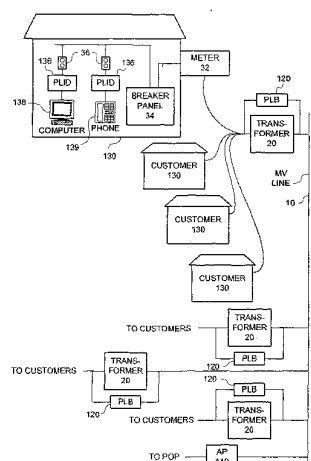 136
36
136
PLID
PLID
138
COMPUTER
PHONE
139
130
BREAKER
PANEL
34
METER
32
120
PLB
TRANS-
FORMER
20
CUSTOMER
130
CUSTOMER
130
CUSTOMER
130
MV
LINE
10
TO CUSTOMERS
TRANS-
FORMER
20
PLB
120
TO CUSTOMERS
TRANS-
FORMER
20
PLB
120
120
PLB
TO CUSTOMERS
TRANS-
FORMER
20
TO POP
AP